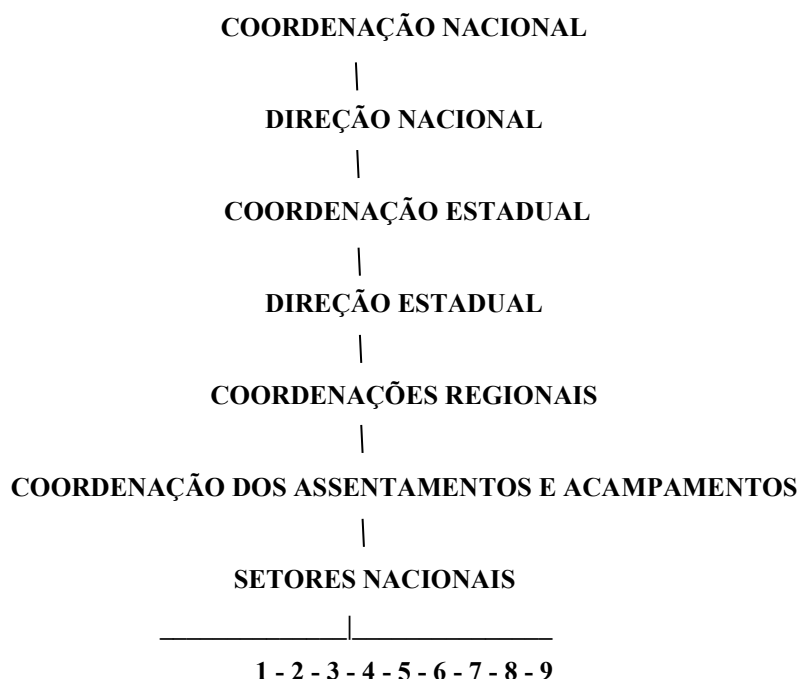 COORDENAÇÃO NACIONAL
DIREÇÃO NACIONAL
COORDENAÇÃO ESTADUAL
DIREÇÃO ESTADUAL
COORDENAÇÕES REGIONAIS
COORDENAÇÃO DOS ASSENTAMENTOS E ACAMPAMENTOS
SETORES NACIONAIS
1 - 2 - 3 - 4 - 5 - 6 - 7 - 8 - 9